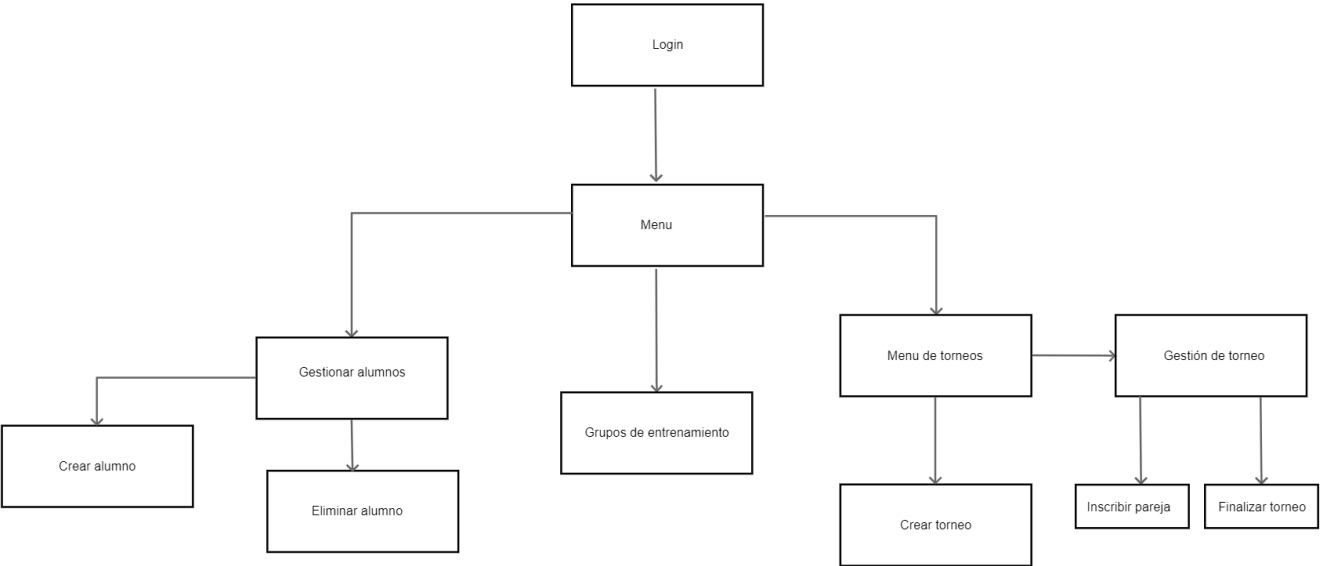 Login
Menu
Menu de torneos
Gestión de torneo
Gestionar alumnos
Grupos de entrenamiento
Crear alumno
Eliminar alumno
Crear torneo
Inscribir pareja
Finalizar torneo